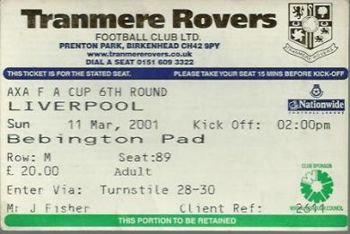 Tranmere Rovers
FOOTBALL CLUB LTD.
PRENTON PARK, BIRKENHEAD CH42 9PY
www.tranmererovers.co.uk
DIAL A SEAT 0151 609 3322
THIS TICKET IS FOR THE STATED SEAT. PLEASE TAKE YOUR SEAT 15 MINS BEFORE KICK-OFF
AXA F A CUP 6TH ROUND
LIVERPOOL
Nationwide
Sun 11 Mar, 2001 Kick Off: 02:00pm
Bebington Pad
Row: M Seat:89
£ 20.00 Adult
CLUB SPONSOR
Enter Via: Turnstile 28-30
Mr J Fisher Client Ref:
THIS PORTION TO BE RETAINED